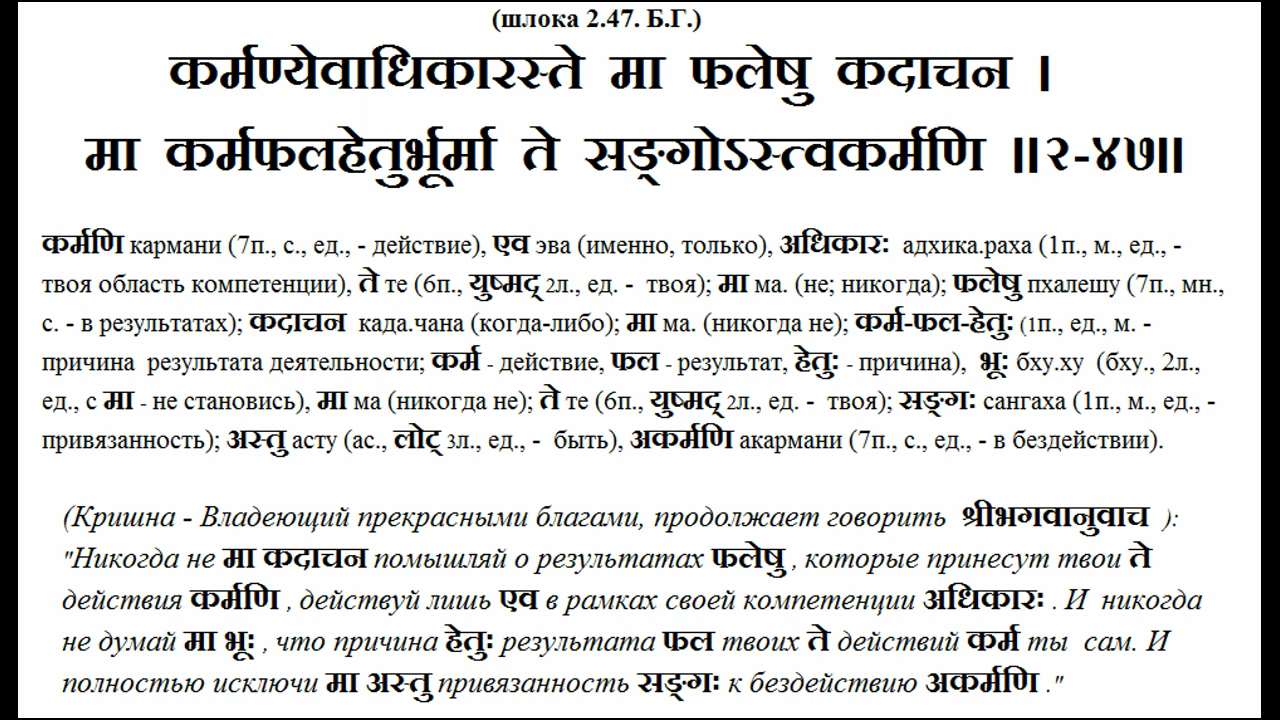 (шлока 2.47. Б.Г.)
कर्मण्येवाधिकारस्ते मा फलेषु कदाचन ।
मा कर्मफलहेतुर्भूर्मा ते सङ्गोऽस्त्वकर्मणि ॥२-४७॥
कर्मणि кармани (7п., с., ед., - действие), एव эва (именно, только), अधिकारः адхика.раха (1п., м., ед., -
твоя область компетенции), ते те (6п., युष्मद् 2л., ед. - твоя); मा ма. (не; никогда); फलेषु пхалешу (7п., мн.,
с. - в результатах); कदाचन када.чана (когда-либо); मा ма. (никогда не); कर्म-फल-हेतुः (1п., ед., м. -
причина результата деятельности; कर्म - действие, फल - результат, हेतुः - причина), भूः бху.ху (бху., 2л.,
ед., с मा - не становись), मा ма (никогда не); ते те (6п., युष्मद् 2л., ед. - твоя); सङ्गः сангаха (1п., м., ед., -
привязанность); अस्तु асту (ас., लोट् 3л., ед., - быть), अकर्मणि акармани (7п., с., ед., - в бездействии).
(Кришна - Владеющий прекрасными благами, продолжает говорить श्रीभगवानुवाच ):
"Никогда не मा कदाचन помышляй о результатах फलेषु , которые принесут твои ते
действия कर्मणि , действуй лишь एव в рамках своей компетенции अधिकारः . И никогда
не думай मा भूः , что причина हेतुः результата फल твоих ते действий कर्म ты сам. И
полностью исключи मा अस्तु привязанность सङ्गः к бездействию अकर्मणि ."